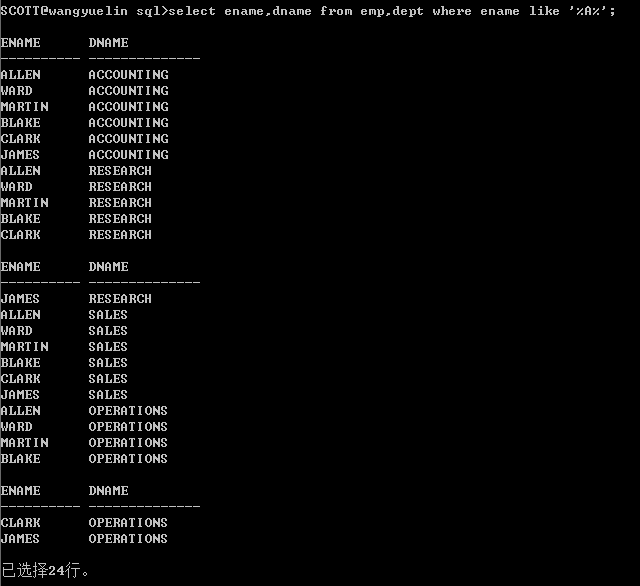 SCOTT@wangyuelin sql>select ename,dname from emp,dept where ename like '%A%';
ENAME      DNAME
---------- --------------
ALLEN      ACCOUNTING
WARD       ACCOUNTING
MARTIN     ACCOUNTING
BLAKE      ACCOUNTING
CLARK      ACCOUNTING
JAMES      ACCOUNTING
ALLEN      RESEARCH
WARD       RESEARCH
MARTIN     RESEARCH
BLAKE      RESEARCH
CLARK      RESEARCH
ENAME      DNAME
---------- --------------
JAMES      RESEARCH
ALLEN      SALES
WARD       SALES
MARTIN     SALES
BLAKE      SALES
CLARK      SALES
JAMES      SALES
ALLEN      OPERATIONS
WARD       OPERATIONS
MARTIN     OPERATIONS
BLAKE      OPERATIONS
ENAME      DNAME
---------- --------------
CLARK      OPERATIONS
JAMES      OPERATIONS
已选择24行。